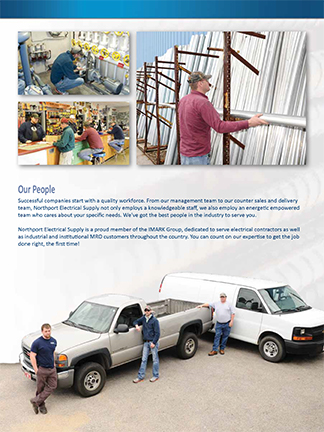 Our People
Successful companies start with a quality workforce. From our management team to our counter sales and delivery
team, Northport Electrical Supply not only employs a knowledgeable staff, we also employ an energetic empowered
team who cares about your specific needs. We've got the best people in the industry to serve you.
Northport Electrical Supply is a proud member of the IMARK Group, dedicated to serve electrical contractors as well
as industrial and institutional MRO customers throughout the country. You can count on our expertise to get the job
done right, the first time!